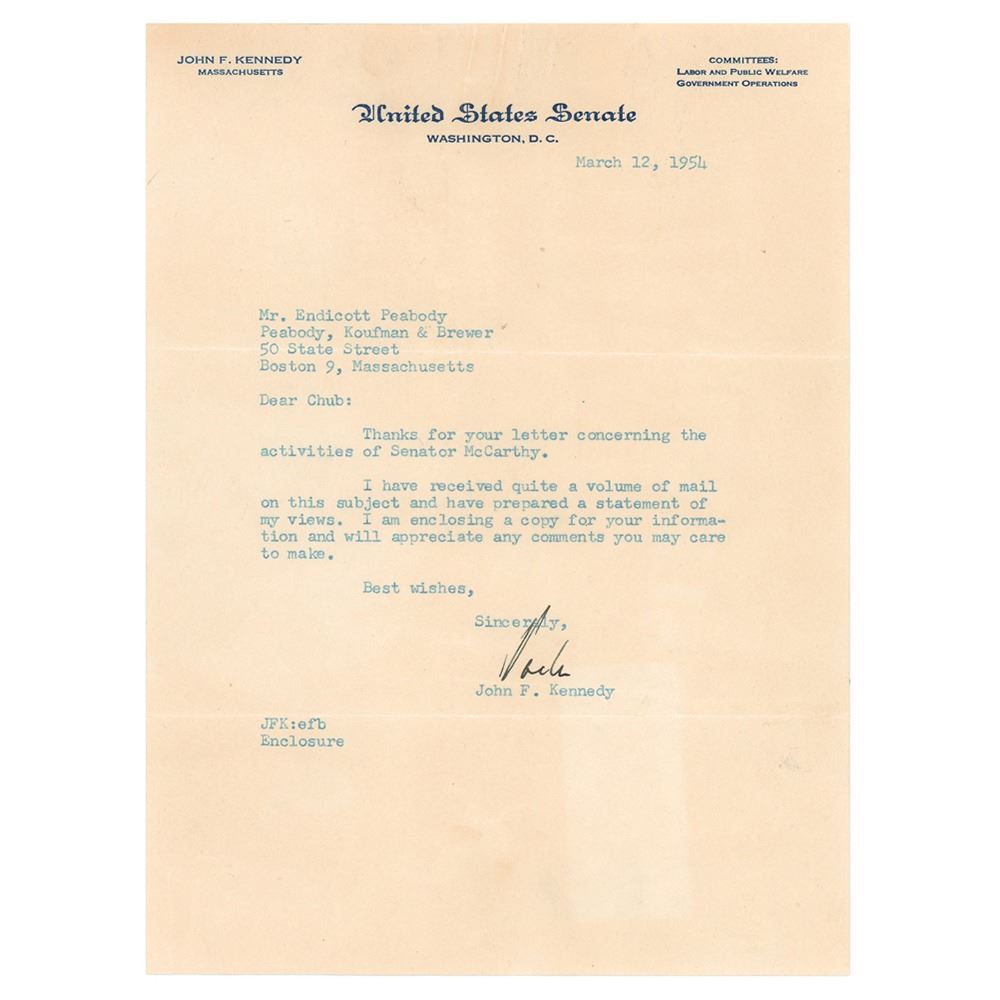 JOHN F. KENNEDY
MASSACHUSETTS
COMMITTEES:
LABOR AND PUBLIC WELFARE
GOVERNMENT OPERATIONS
United States Senate
WASHINGTON, D. C.
March 12, 1954
Mr. Endicott Peabody
Peabody, Koufman & Brewer
50 State Street
Boston 9, Massachusetts
Dear Chub:
Thanks for your letter concerning the
activities of Senator McCarthy.
I have received quite a volume of mail
on this subject and have prepared a statement of
my views. I am enclosing a copy for your informa-
tion and will appreciate any comments you may care
to make.
Best wishes,
Sincerely,
Jack
John F. Kennedy
JFK:efb
Enclosure